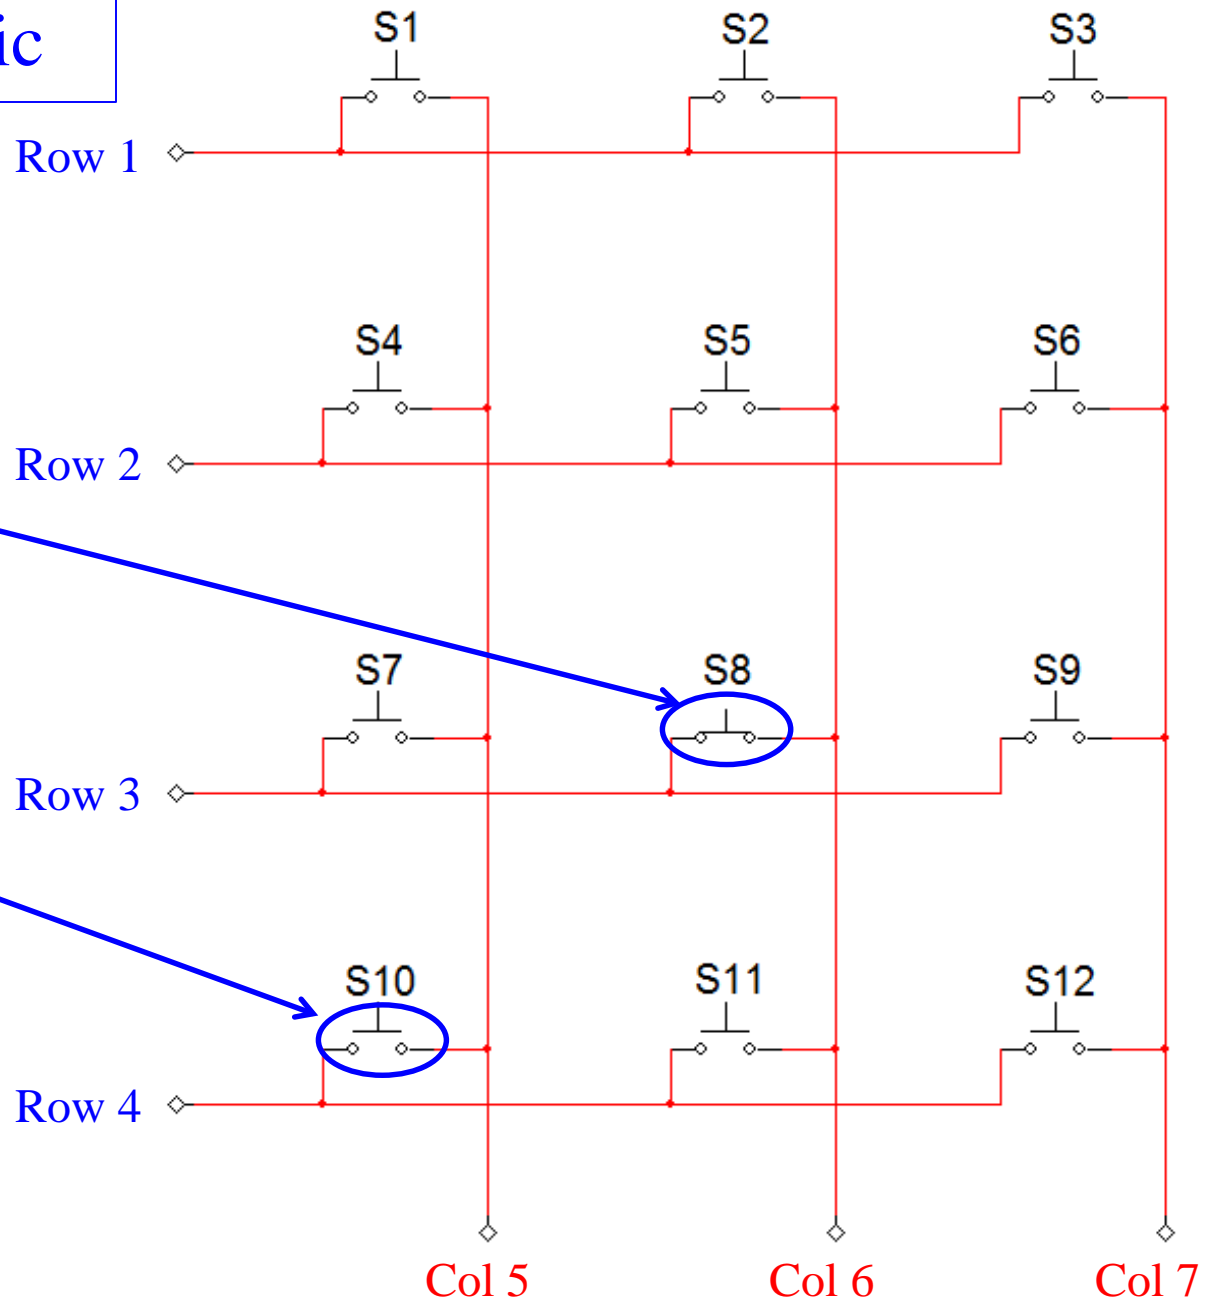 ic
S1 S2 S3
Row 1
S4 S5 S6
Row 2
S7 S8 S9
Row 3
S10 S11 S12
Row 4
Col 5 Col 6 Col 7